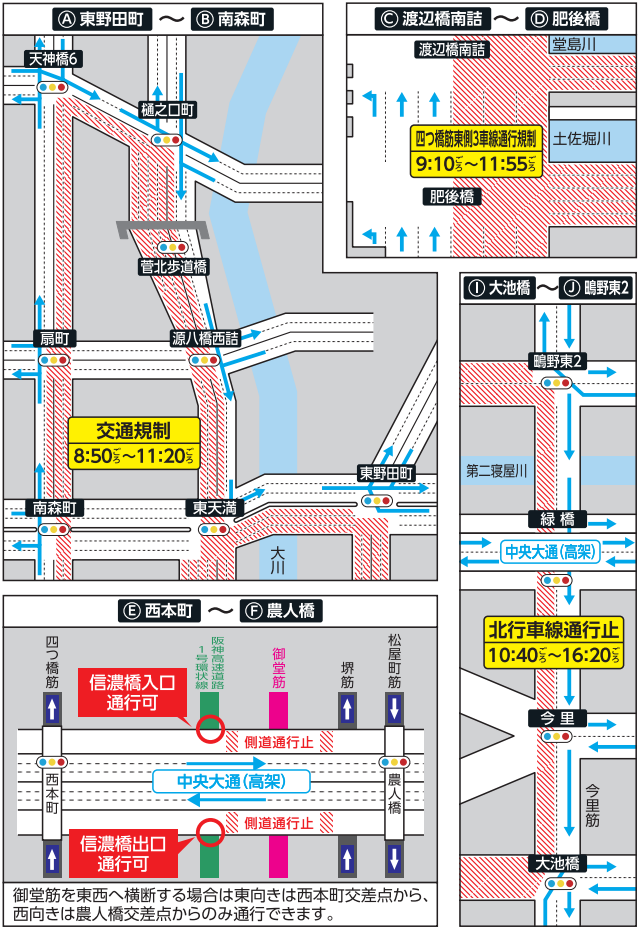 Ⓐ 東野田町 〜 Ⓑ 南森町
天神橋6
樋之口町
菅北歩道橋
扇町
源八橋西詰
交通規制
8:50ごろ〜11:20ごろ
東野田町
南森町
東天満
大川
Ⓒ 渡辺橋南詰 〜 Ⓓ 肥後橋
渡辺橋南詰
堂島川
四つ橋筋東側3車線通行規制
9:10ごろ〜11:55ごろ
土佐堀川
肥後橋
Ⓘ 大池橋 〜 Ⓙ 鴫野東2
鴫野東2
第二寝屋川
緑橋
中央大通(高架)
北行車線通行止
10:40ごろ〜16:20ごろ
今里
今里筋
大池橋
Ⓔ 西本町 〜 Ⓕ 農人橋
四つ橋筋
阪神高速道路
1号環状線
御堂筋
堺筋
松屋町筋
信濃橋入口
通行可
側道通行止
西本町
中央大通(高架)
農人橋
側道通行止
信濃橋出口
通行可
御堂筋を東西へ横断する場合は東向きは西本町交差点から、
西向きは農人橋交差点からのみ通行できます。